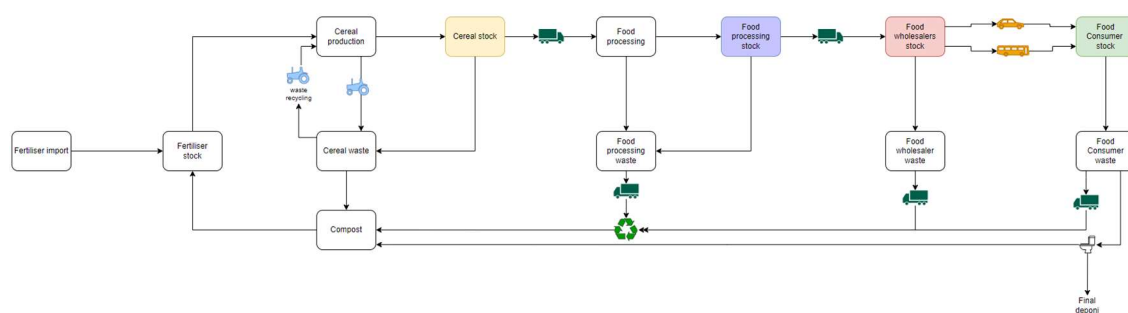 Cereal
production
Cereal stock
Food
processing
Food
processing stock
Food
wholesalers
stock
Food
Consumer
stock
waste
recycling
Fertiliser import
Fertiliser
stock
Cereal waste
Food
processing
waste
Food
wholesaler
waste
Food
Consumer
waste
Compost
Final
deponi